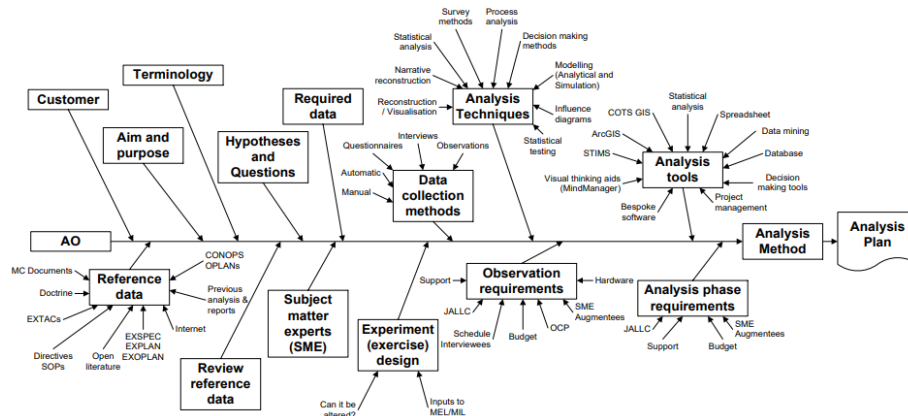 Survey
methods
Process
analysis
Statistical
analysis
Decision making
methods
Narrative
reconstruction
Modelling
(Analytical and
Simulation)
Reconstruction
/ Visualisation
Analysis
Techniques
Influence
diagrams
Statistical
testing
Terminology
Customer
Required
data
Aim and
purpose
Hypotheses
and
Questions
Interviews
Questionnaires
Observations
Automatic
Manual
Data
collection
methods
Statistical
analysis
COTS GIS
Spreadsheet
ArcGIS
Data mining
STIMS
Database
Visual thinking aids
(MindManager)
Analysis
tools
Decision
making tools
Bespoke
software
Project
management
AO
Analysis
Method
Analysis
Plan
MC Documents
Reference
data
CONOPS
OPLANs
Doctrine
Previous
analysis &
reports
EXTACs
Internet
Directives
SOPs
Open
literature
EXSPEC
EXPLAN
EXOPLAN
Review
reference
data
Subject
matter
experts
(SME)
Experiment
(exercise)
design
Can it be
altered?
Inputs to
MEL/MIL
Support
Observation
requirements
Hardware
JALLC
SME
Augmentees
Schedule
Interviewees
Budget
OCP
Analysis phase
requirements
JALLC
SME
Augmentees
Support
Budget